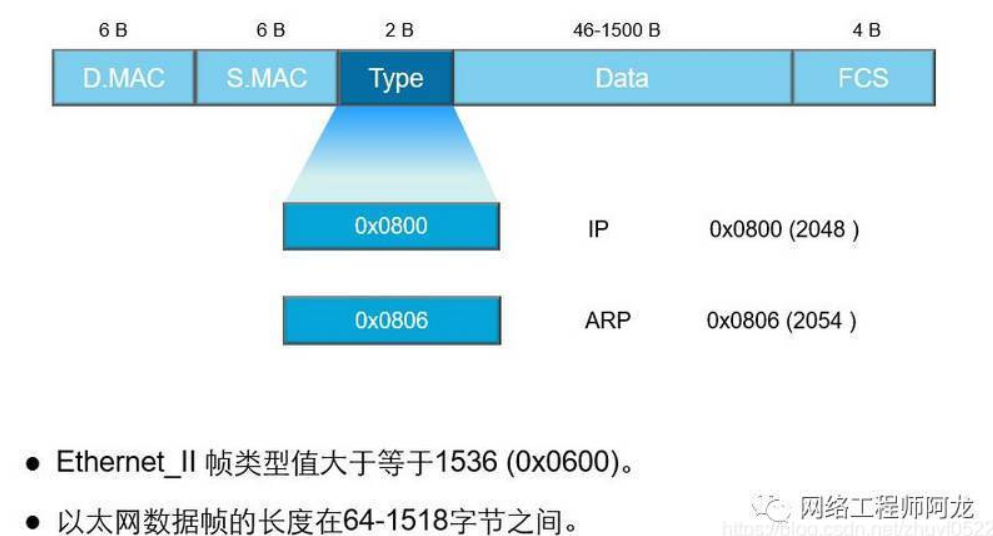 6 B 6 B 2 B 46-1500 B 4 B
D.MAC S.MAC Type Data FCS
0x0800 IP 0x0800 (2048 )
0x0806 ARP 0x0806 (2054 )
● Ethernet_II 帧类型值大于等于1536 (0x0600)。
● 以太网数据帧的长度在64-1518字节之间。
网络工程师阿龙
https://blog.csdn.net/zhuyl0522